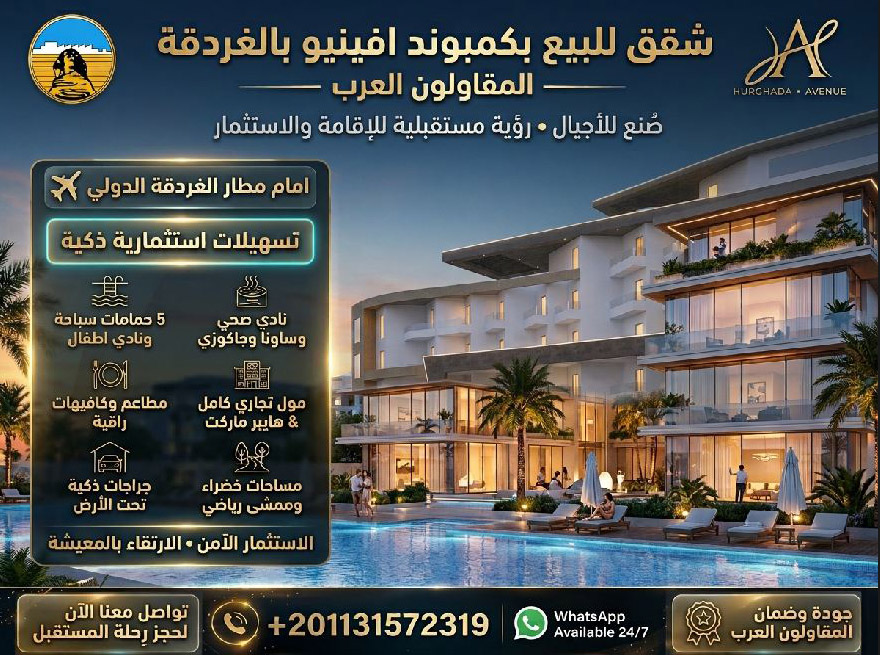 شقق للبيع بكمبوند افينيو بالغردقة
المقاولون العرب
صُنع للأجيال • رؤية مستقبلية للإقامة والاستثمار
HURGHADA • AVENUE
امام مطار الغردقة الدولي
تسهيلات استثمارية ذكية
نادي صحي
وساونا وجاكوزي
5 حمامات سباحة
ونادي اطفال
مول تجاري كامل
& هايبر ماركت
مطاعم وكافيهات
راقية
مساحات خضراء
وممشى رياضي
جراجات ذكية
تحت الأرض
الاستثمار الآمن • الارتقاء بالمعيشة
تواصل معنا الآن
لحجز رحلة المستقبل
+201131572319
WhatsApp
Available 24/7
جودة وضمان
المقاولون العرب